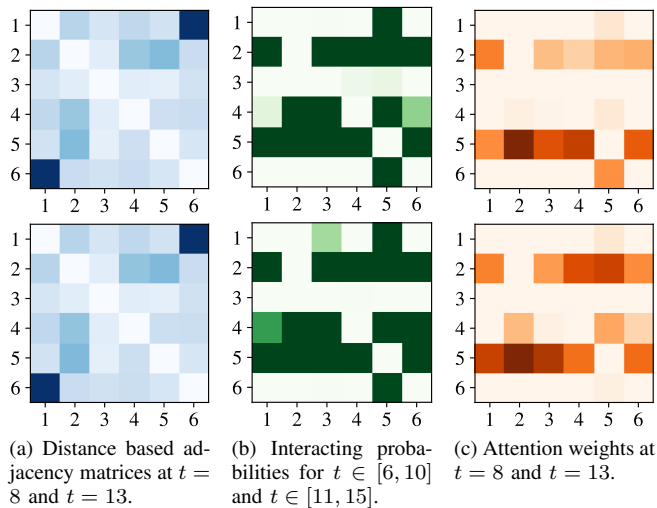 1
2
3
4
5
6
1 2 3 4 5 6
1
2
3
4
5
6
1 2 3 4 5 6
1
2
3
4
5
6
1 2 3 4 5 6
1
2
3
4
5
6
1 2 3 4 5 6
1
2
3
4
5
6
1 2 3 4 5 6
1
2
3
4
5
6
1 2 3 4 5 6
(a) Distance based ad-
jacency matrices at t =
8 and t = 13.
(b) Interacting proba-
bilities for t ∈ [6, 10]
and t ∈ [11, 15].
(c) Attention weights at
t = 8 and t = 13.